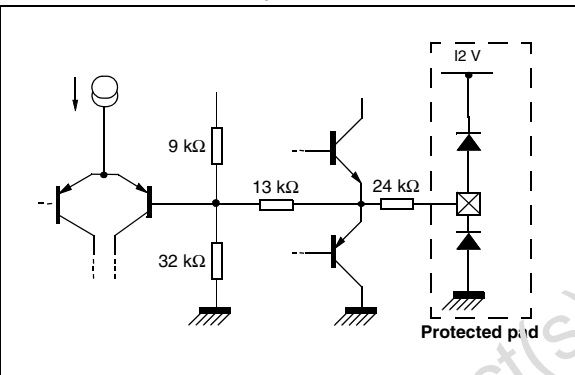 I2 V
9 kΩ
13 kΩ
24 kΩ
32 kΩ
Protected pad